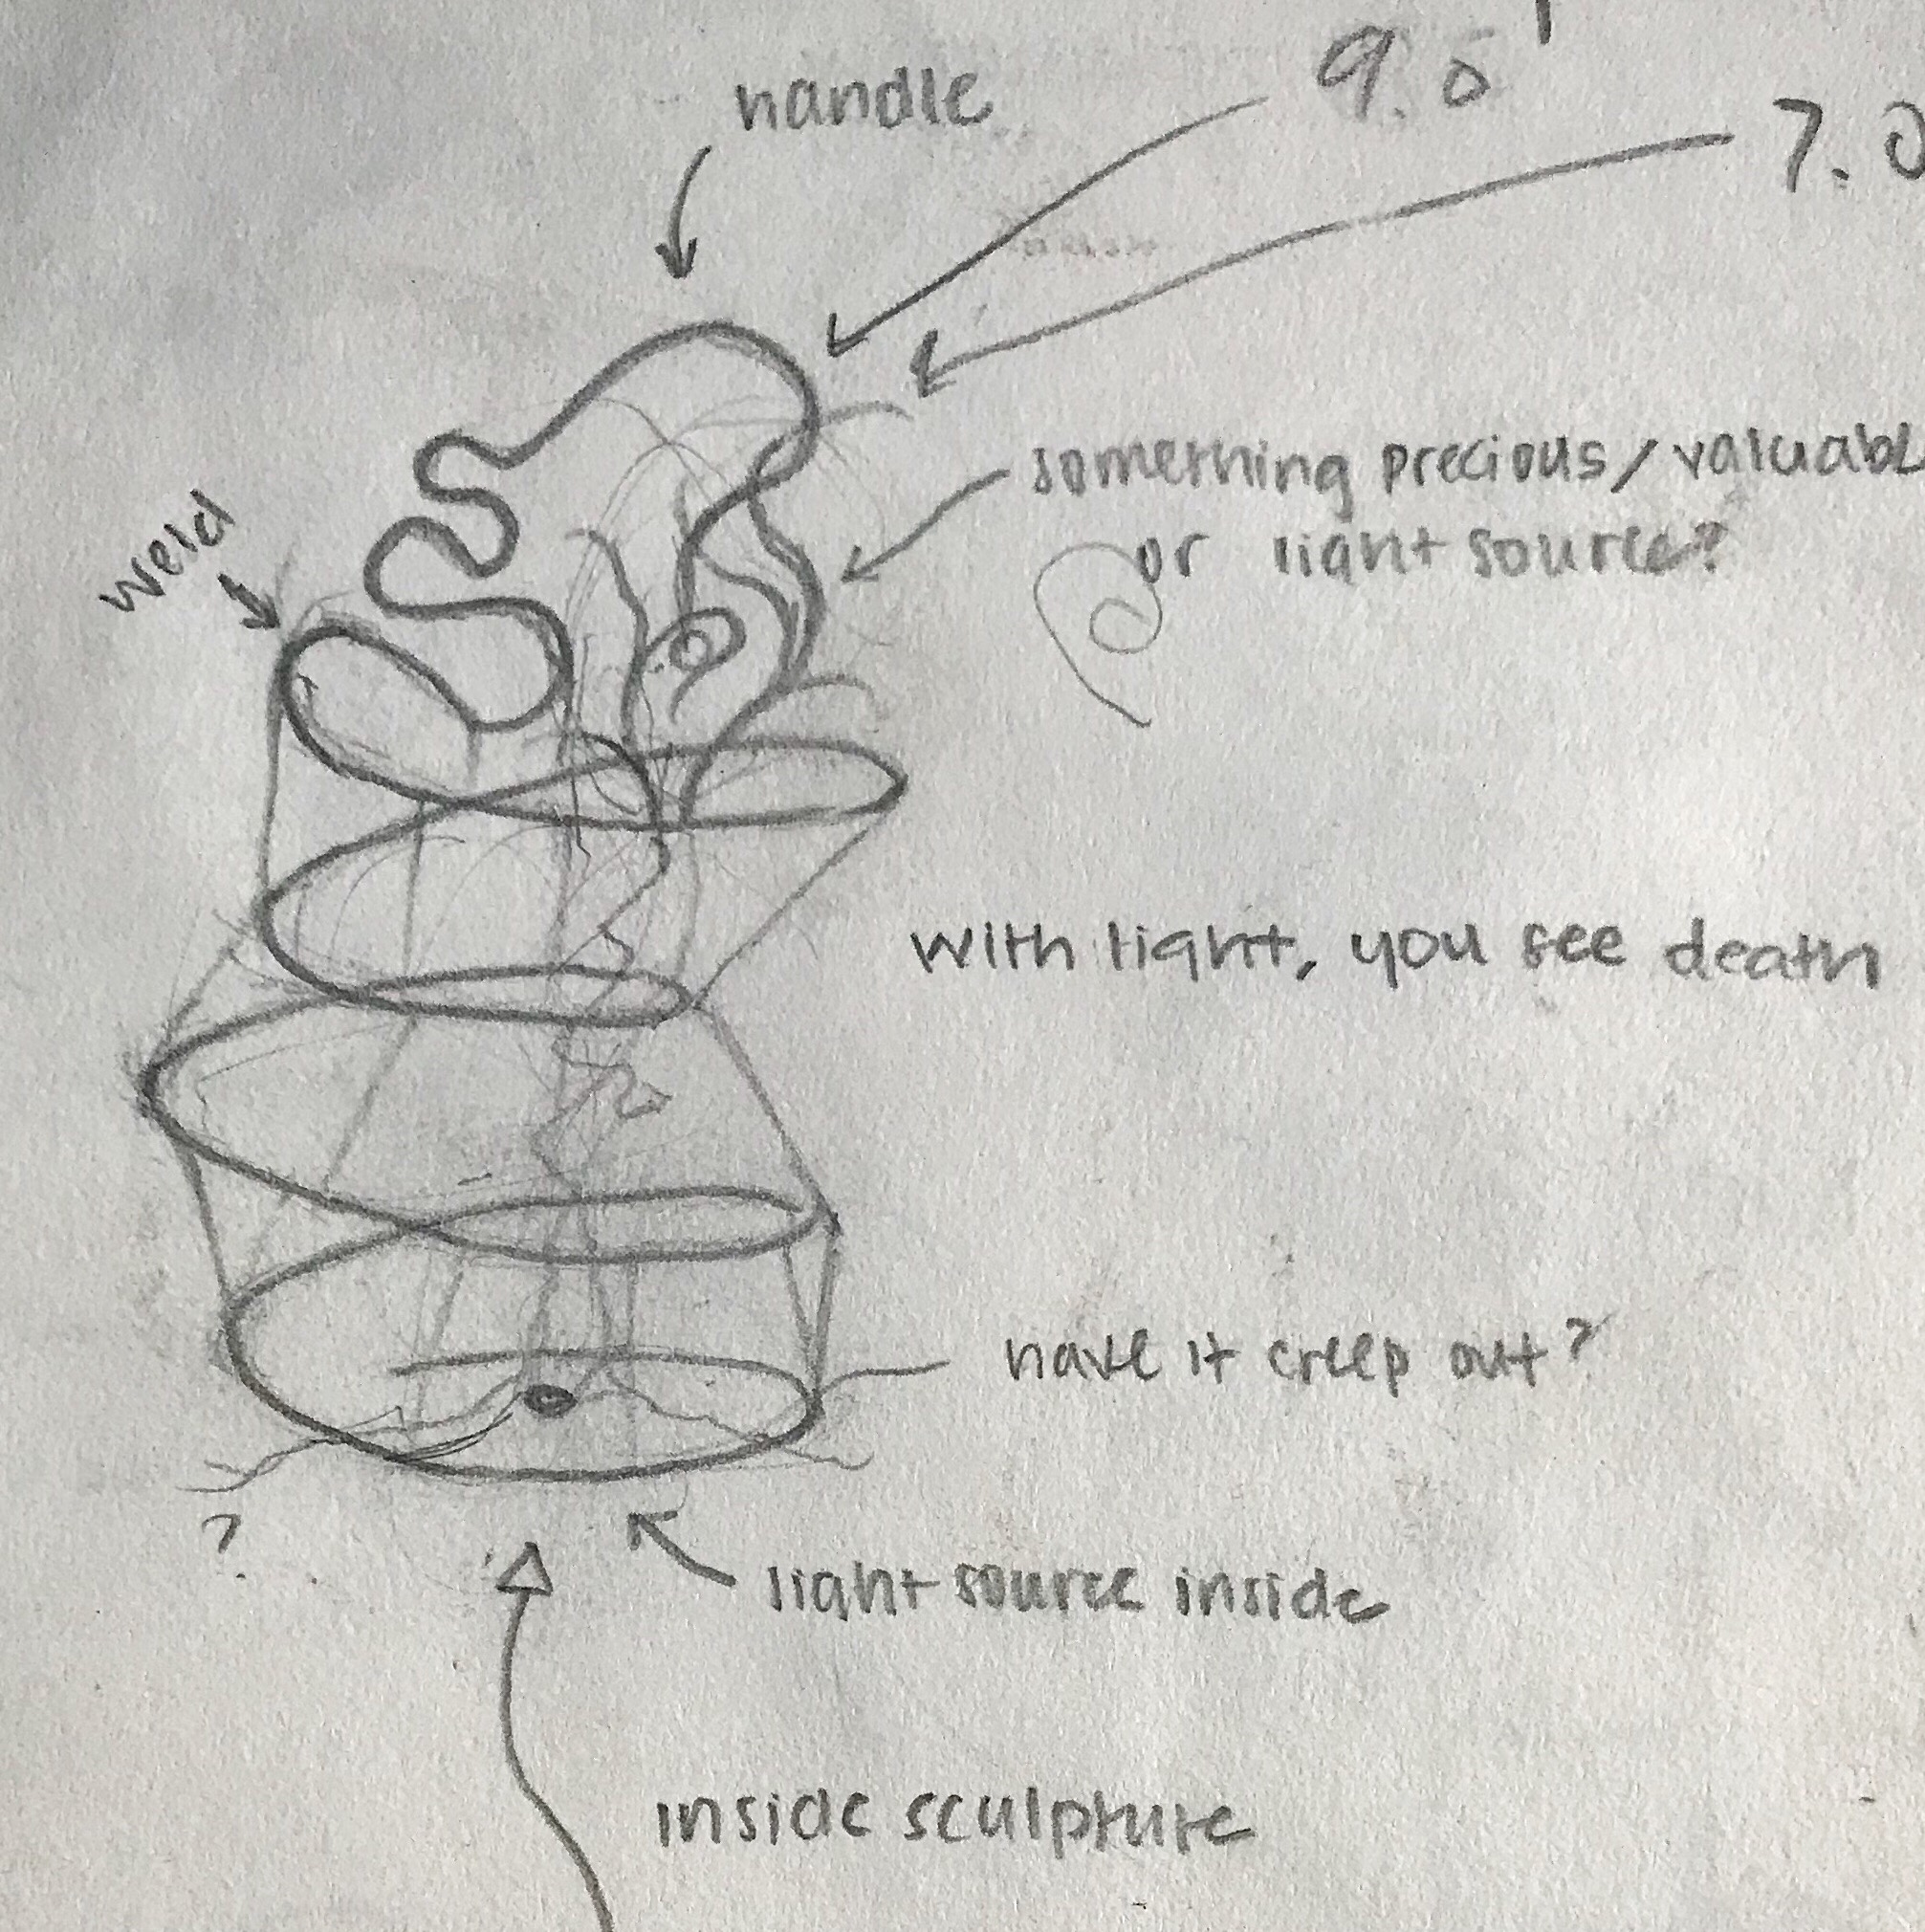 handle
9.5'
7.0
something precious/valuabl
or light source?
weld
with light, you see death
have it creep out?
?
light source inside
inside sculpture